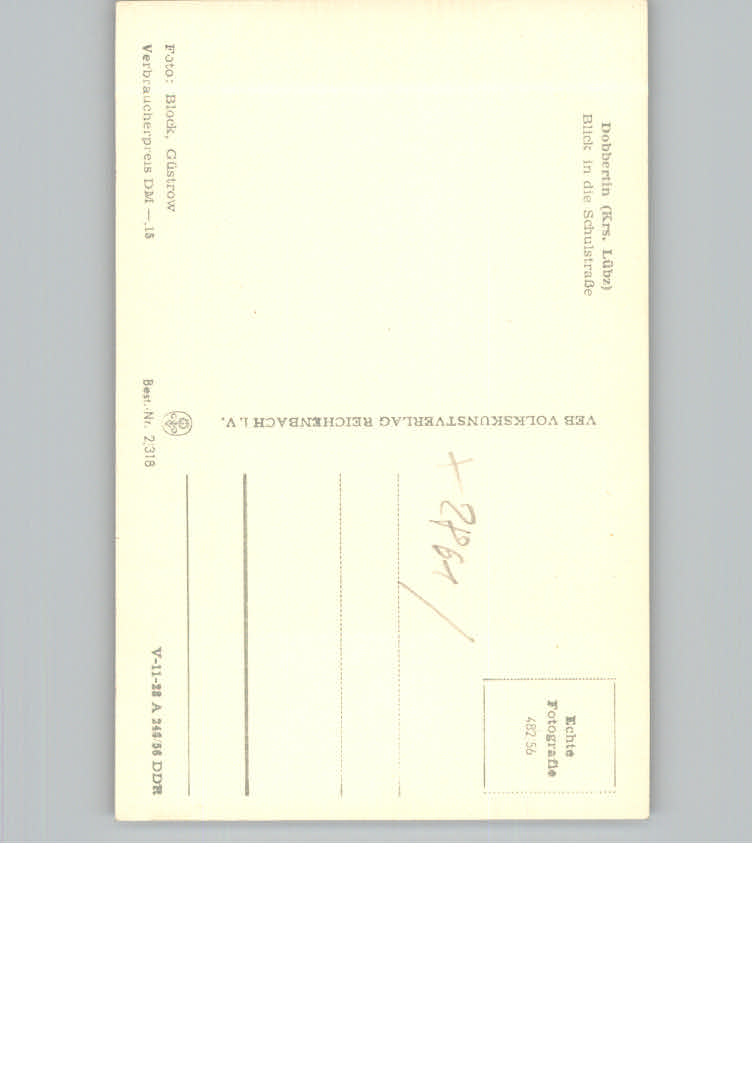 Dobbertin (Krs. Lübz)
Blick in die Schulstraße
Foto: Block, Güstrow
Verbraucherpreis DM —.15
VEB VOLKSKUNSTVERLAG REICHENBACH i. V.
Best.-Nr. 2/318
Echte
Fotografie
482 56
V-11-28 A 248/56 DDR